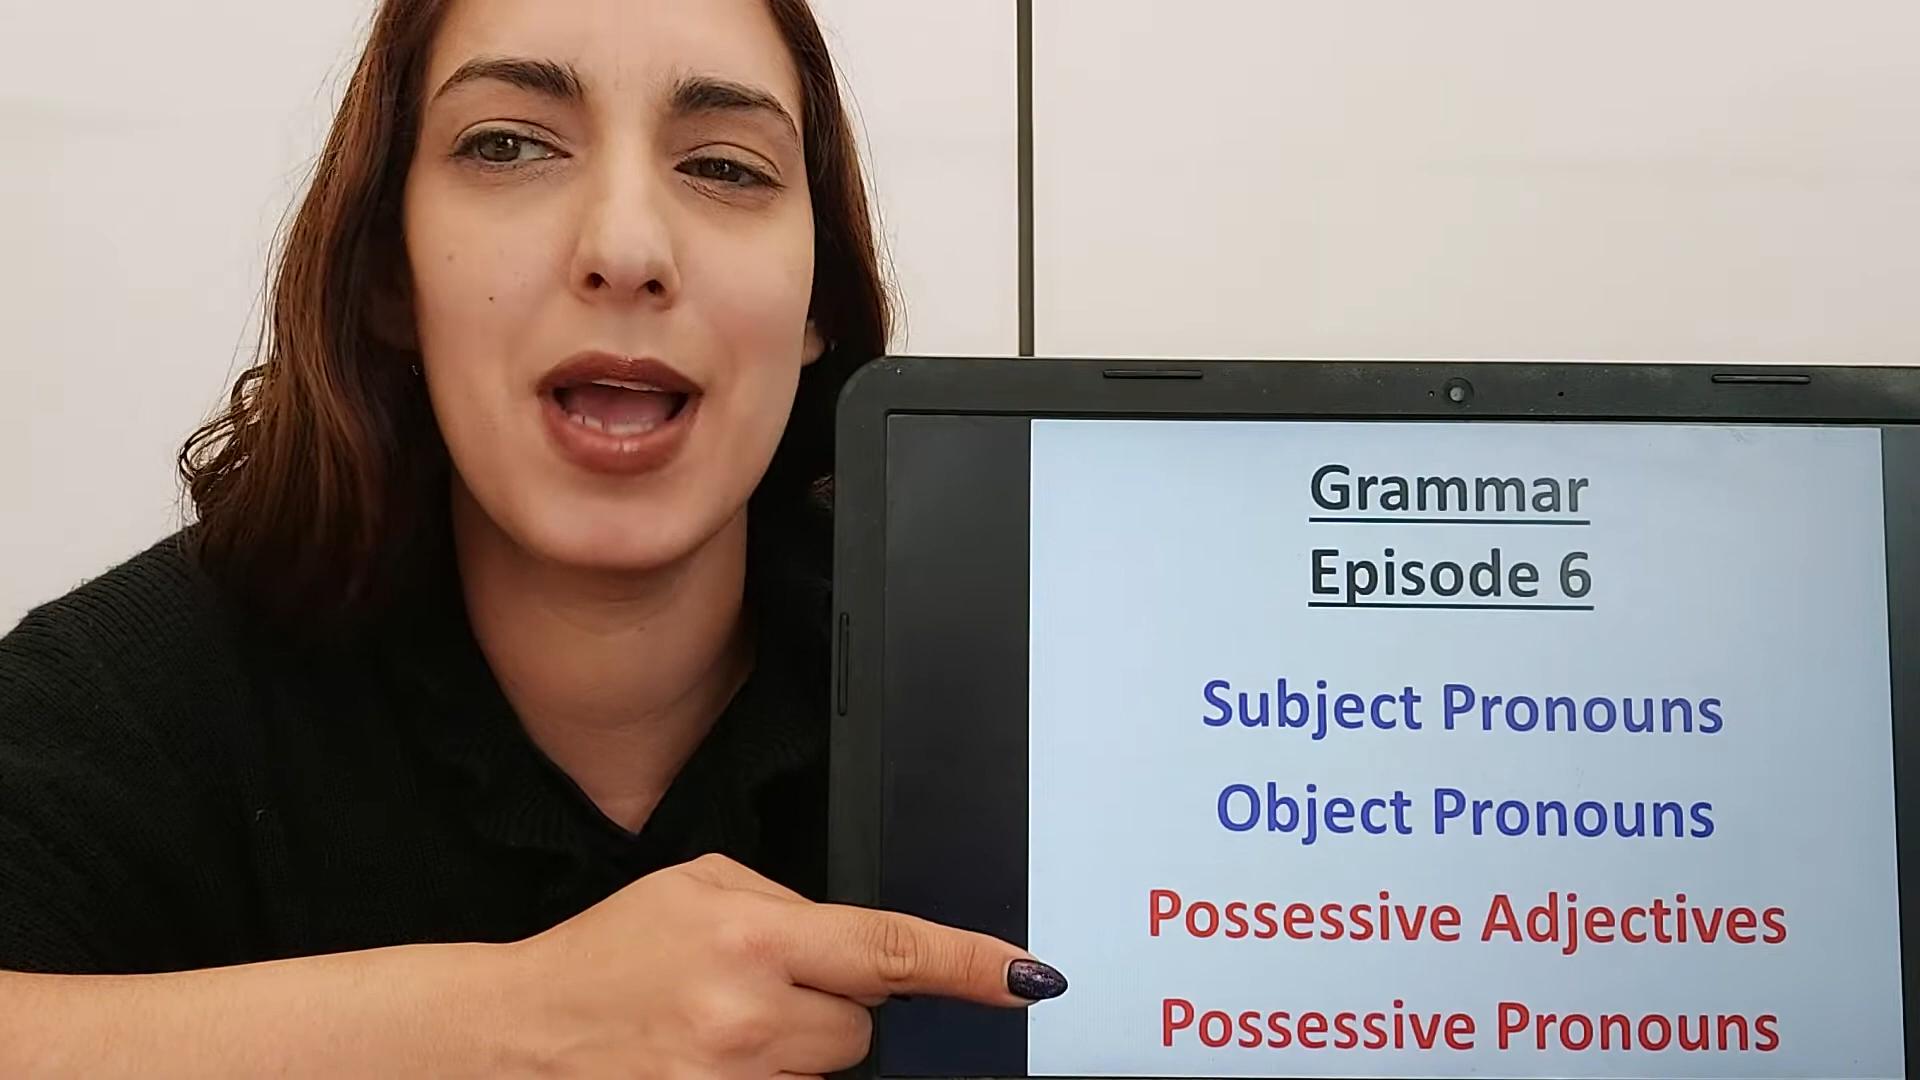 Grammar
Episode 6
Subject Pronouns
Object Pronouns
Possessive Adjectives
Possessive Pronouns